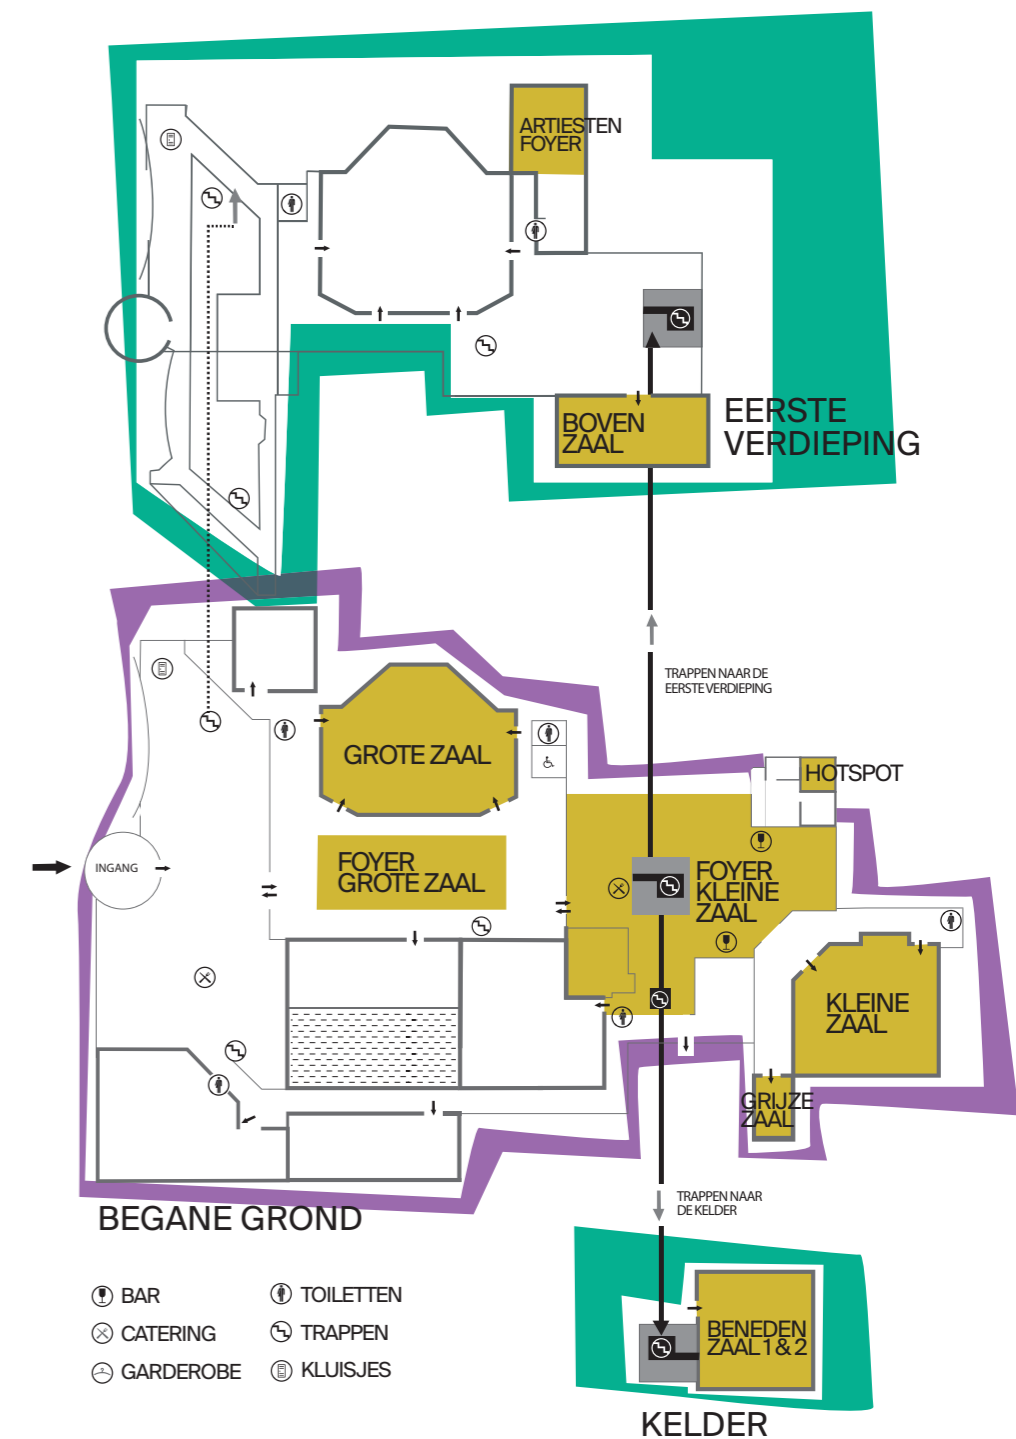 ARTIESTEN
FOYER
BOVEN
ZAAL
EERSTE
VERDIEPING
TRAPPEN NAAR DE
EERSTE VERDIEPING
GROTE ZAAL
HOTSPOT
INGANG
FOYER
GROTE ZAAL
FOYER
KLEINE
ZAAL
KLEINE
ZAAL
GRIJZE
ZAAL
TRAPPEN NAAR
DE KELDER
BEGANE GROND
BAR
TOILETTEN
CATERING
TRAPPEN
GARDEROBE
KLUISJES
BENEDEN
ZAAL 1 & 2
KELDER